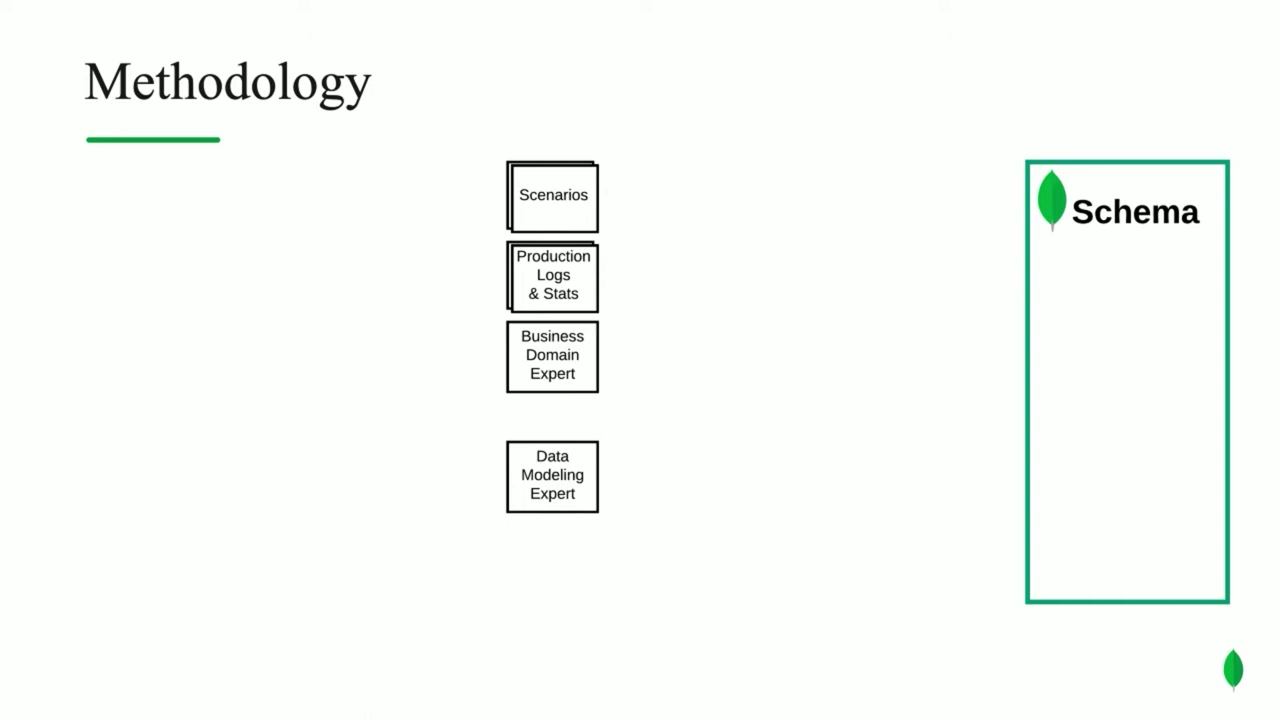 Methodology
Scenarios
Production
Logs
& Stats
Business
Domain
Expert
Data
Modeling
Expert
Schema